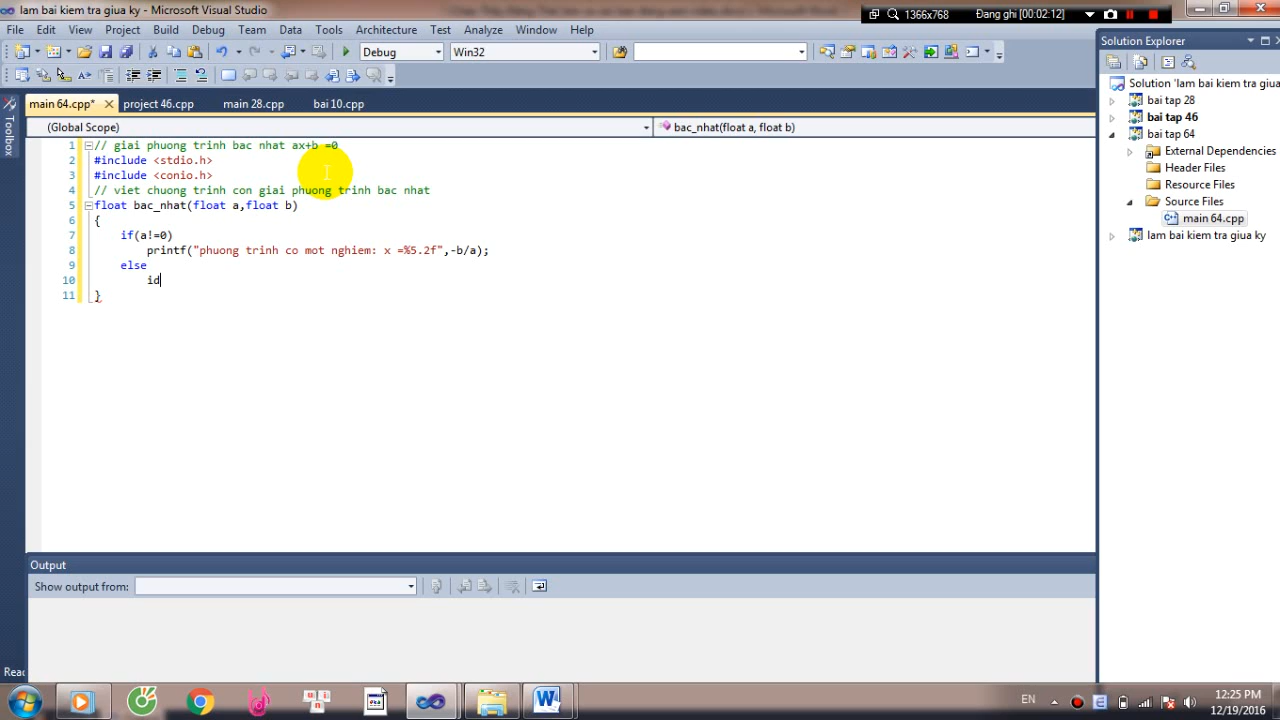 lam bai kiem tra giua ky - Microsoft Visual Studio
1366x768 Đang ghi [00:02:12]
File Edit View Project Build Debug Team Data Tools Architecture Test Analyze Window Help
Debug Win32
Solution Explorer
Toolbox
main 64.cpp* project 46.cpp main 28.cpp bai 10.cpp
(Global Scope) bac_nhat(float a, float b)
1 // giai phuong trinh bac nhat ax+b =0
2 #include <stdio.h>
3 #include <conio.h>
4 // viet chuong trinh con giai phuong trinh bac nhat
5 float bac_nhat(float a,float b)
6 {
7 if(a!=0)
8 printf("phuong trinh co mot nghiem: x =%5.2f",-b/a);
9 else
10 id
11 }
Solution 'lam bai kiem tra giua
bai tap 28
bai tap 46
bai tap 64
External Dependencies
Header Files
Resource Files
Source Files
main 64.cpp
lam bai kiem tra giua ky
Output
Show output from:
Read
EN
12:25 PM
12/19/2016